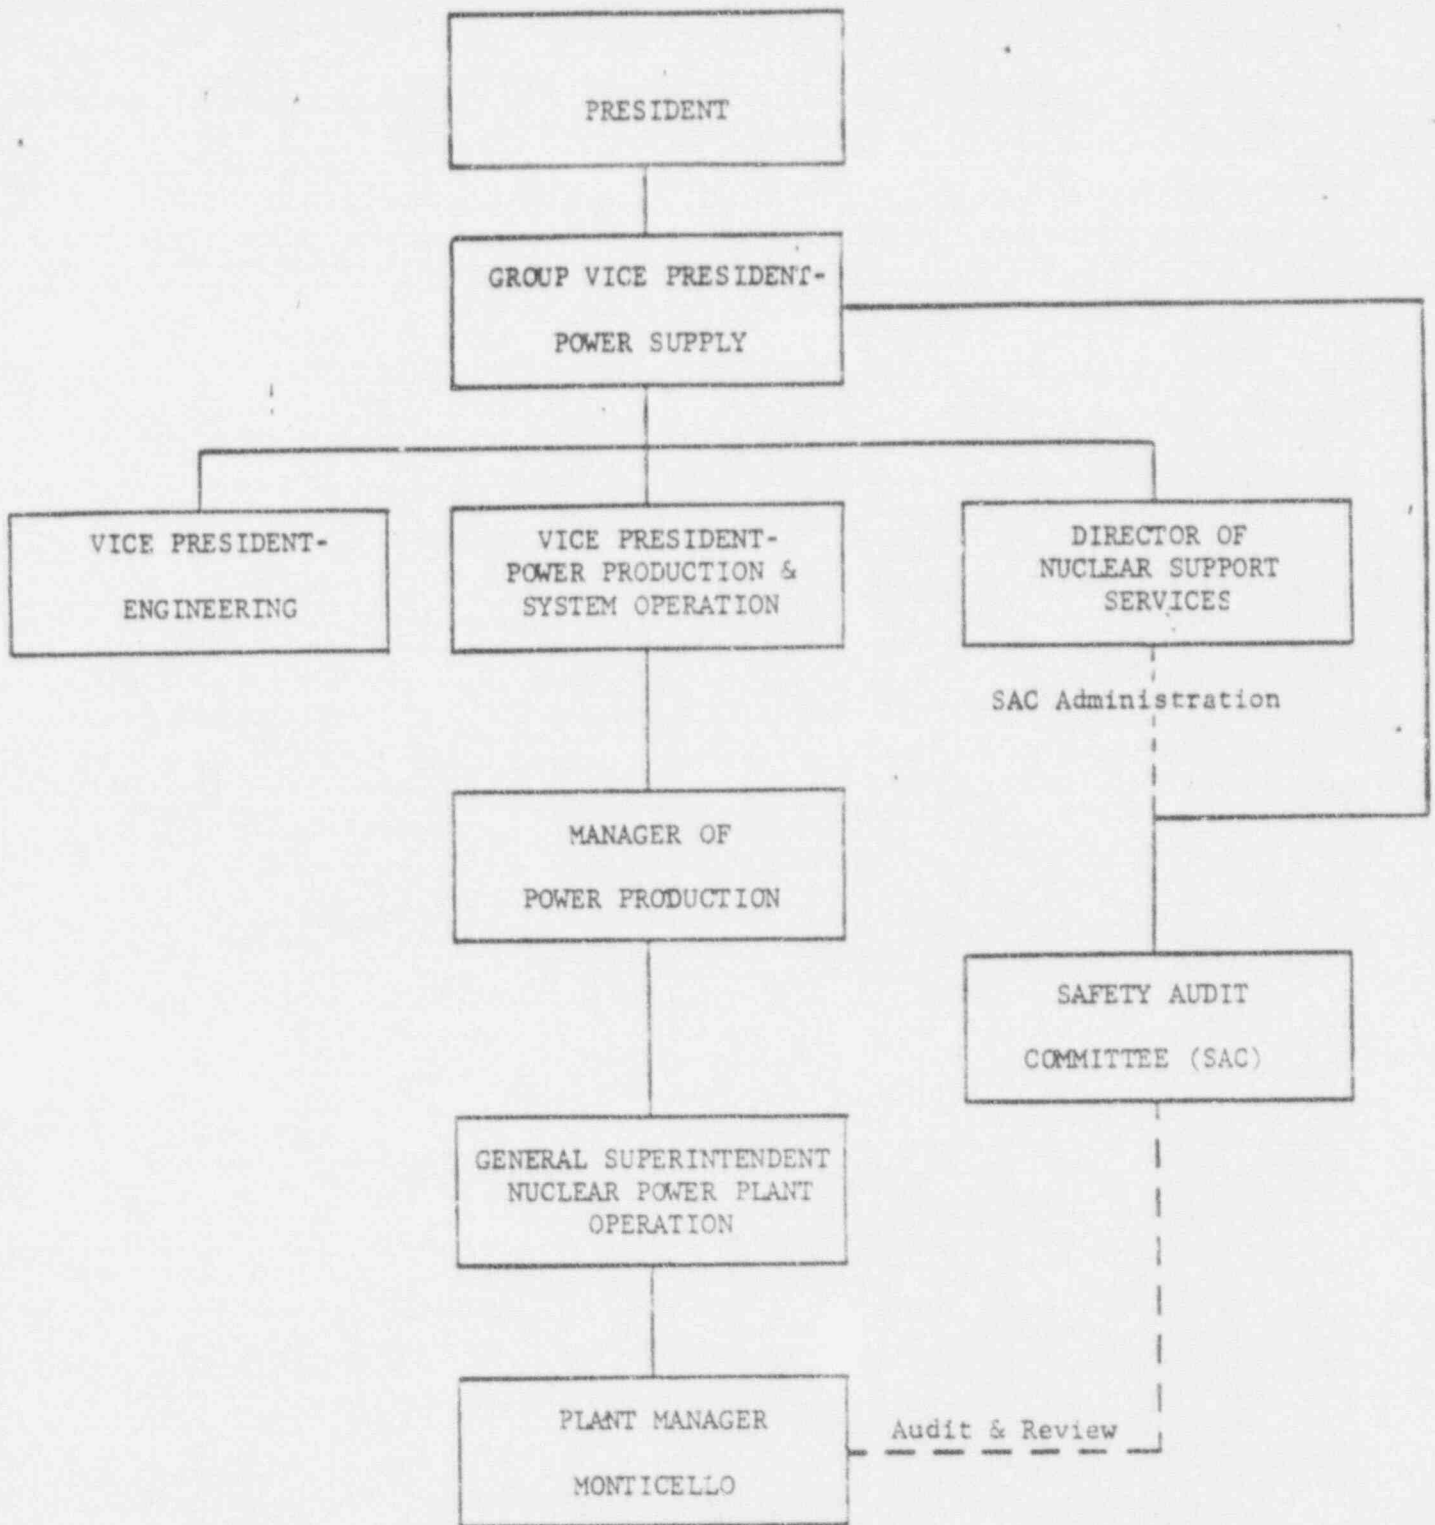 PRESIDENT
GROUP VICE PRESIDENT-
POWER SUPPLY
VICE PRESIDENT-
ENGINEERING
VICE PRESIDENT-
POWER PRODUCTION &
SYSTEM OPERATION
DIRECTOR OF
NUCLEAR SUPPORT
SERVICES
SAC Administration
MANAGER OF
POWER PRODUCTION
SAFETY AUDIT
COMMITTEE (SAC)
GENERAL SUPERINTENDENT
NUCLEAR POWER PLANT
OPERATION
PLANT MANAGER
MONTICELLO
Audit & Review